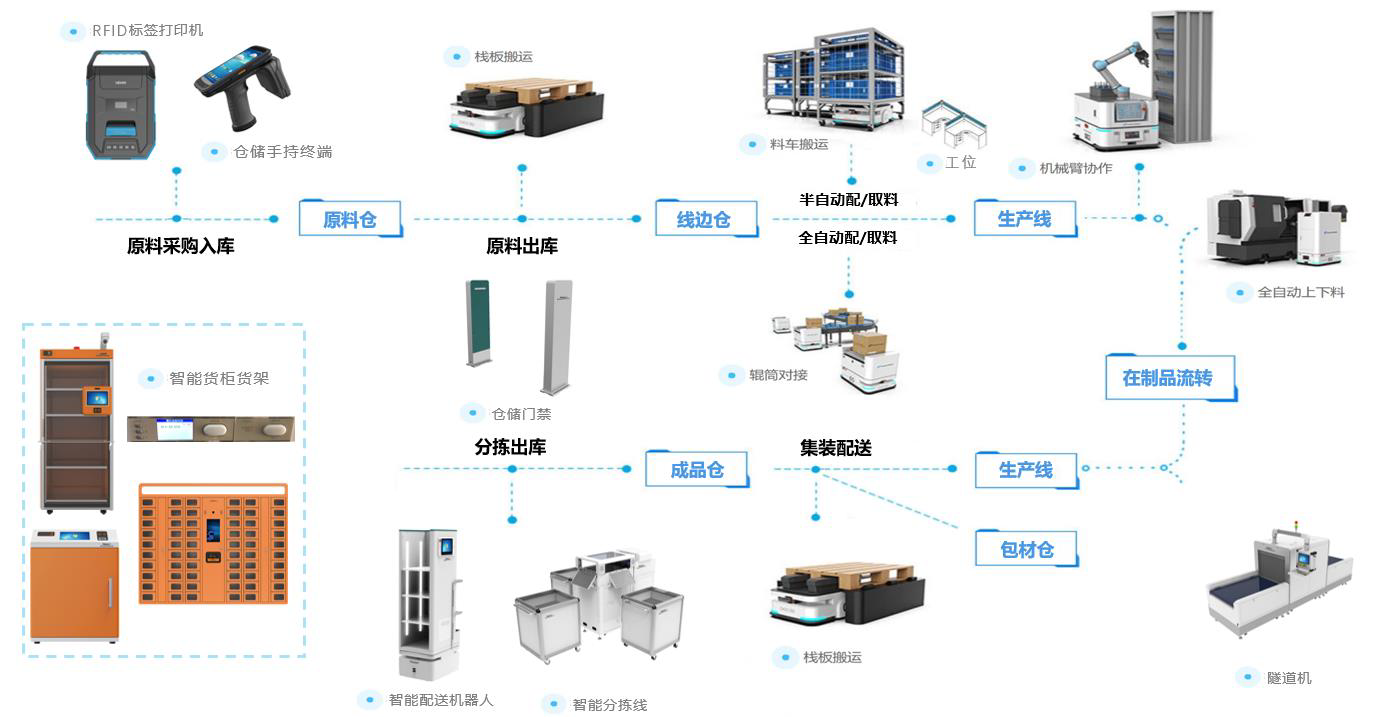 RFID标签打印机
仓储手持终端
栈板搬运
料车搬运
工位
机械臂协作
原料采购入库
原料仓
原料出库
线边仓
半自动配/取料
全自动配/取料
生产线
全自动上下料
智能货柜货架
仓储门禁
辊筒对接
在制品流转
分拣出库
成品仓
集装配送
生产线
包材仓
智能配送机器人
智能分拣线
栈板搬运
隧道机